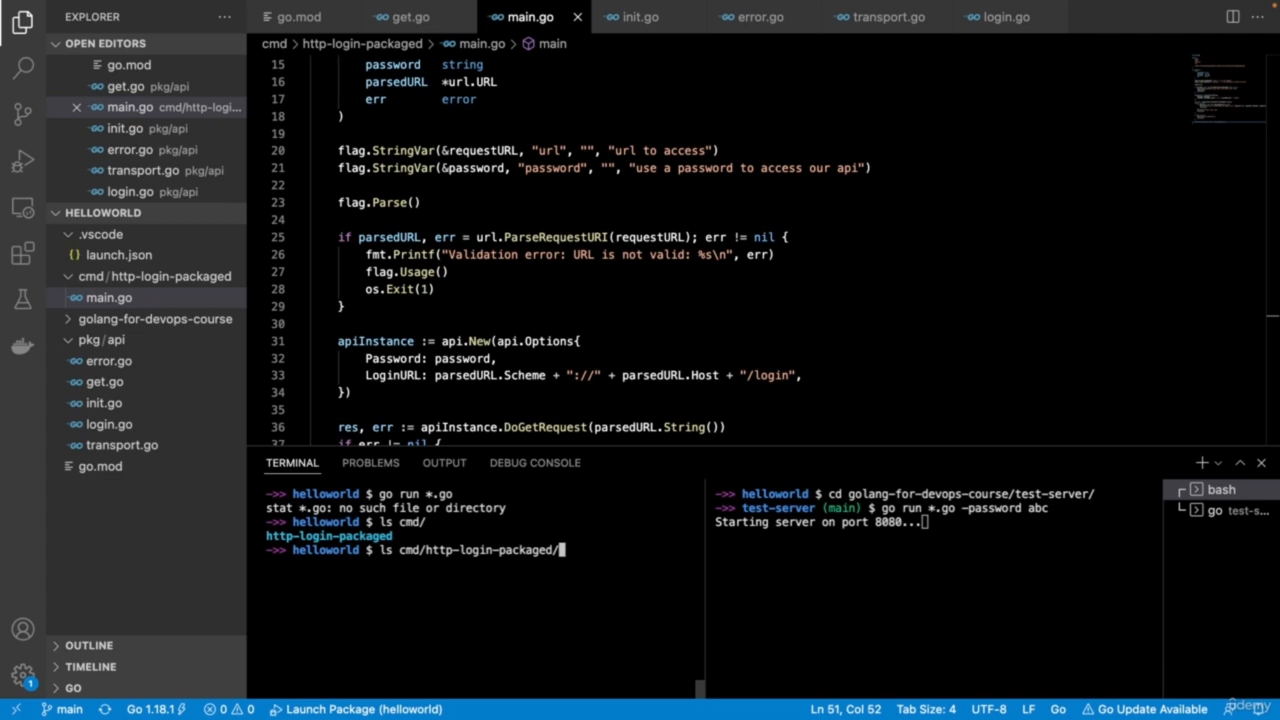 EXPLORER
OPEN EDITORS
go.mod
get.go pkg/api
main.go cmd/http-logi...
init.go pkg/api
error.go pkg/api
transport.go pkg/api
login.go pkg/api
HELLOWORLD
.vscode
{} launch.json
cmd/http-login-packaged
main.go
golang-for-devops-course
pkg/api
error.go
get.go
init.go
login.go
transport.go
go.mod
OUTLINE
TIMELINE
GO
go.mod get.go main.go init.go error.go transport.go login.go
cmd > http-login-packaged > main.go > main
15 password string
16 parsedURL *url.URL
17 err error
18 )
19
20 flag.StringVar(&requestURL, "url", "", "url to access")
21 flag.StringVar(&password, "password", "", "use a password to access our api")
22
23 flag.Parse()
24
25 if parsedURL, err = url.ParseRequestURI(requestURL); err != nil {
26 fmt.Printf("Validation error: URL is not valid: %s\n", err)
27 flag.Usage()
28 os.Exit(1)
29 }
30
31 apiInstance := api.New(api.Options{
32 Password: password,
33 LoginURL: parsedURL.Scheme + "://" + parsedURL.Host + "/login",
34 })
35
36 res, err := apiInstance.DoGetRequest(parsedURL.String())
37 if err != nil {
TERMINAL PROBLEMS OUTPUT DEBUG CONSOLE
->> helloworld $ go run *.go
stat *.go: no such file or directory
->> helloworld $ ls cmd/
http-login-packaged
->> helloworld $ ls cmd/http-login-packaged/
->> helloworld $ cd golang-for-devops-course/test-server/
->> test-server (main) $ go run *.go -password abc
Starting server on port 8080...
bash
go test-s...
1
main Go 1.18.1 0 0 Launch Package (helloworld) Ln 51, Col 52 Tab Size: 4 UTF-8 LF Go Go Update Available
udemy